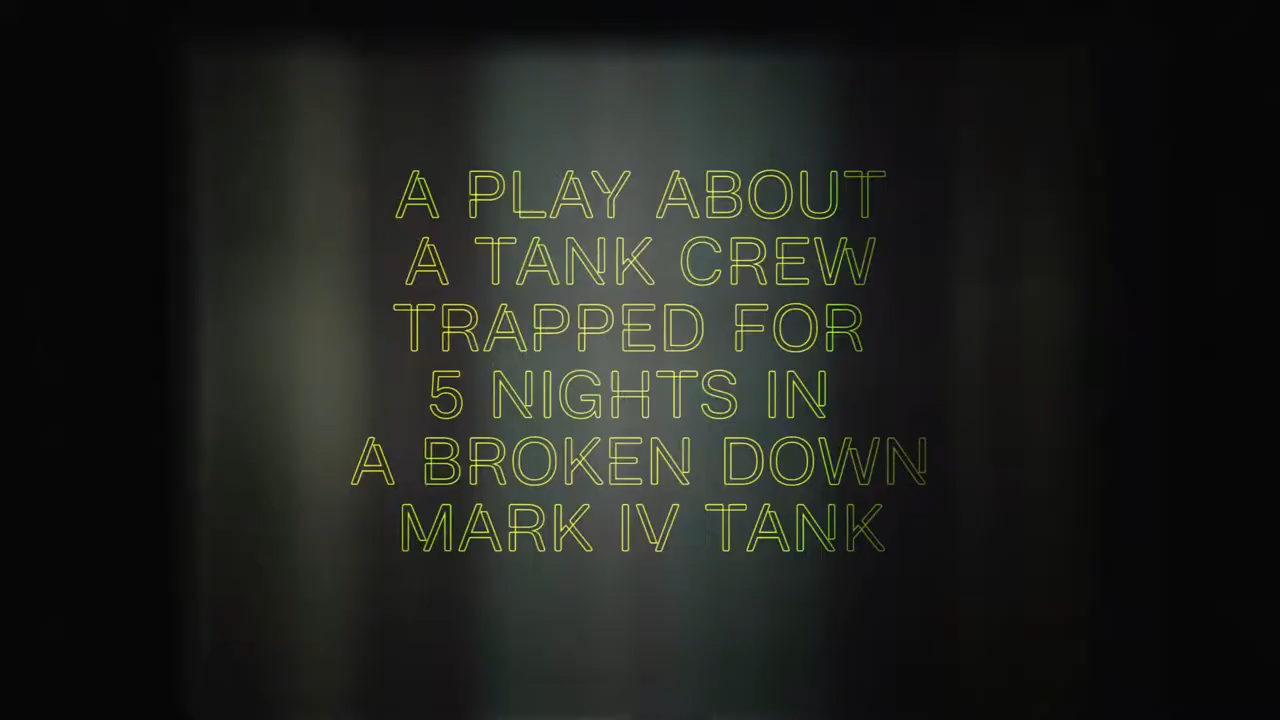 A PLAY ABOUT
A TANK CREW
TRAPPED FOR
5 NIGHTS IN
A BROKEN DOWN
MARK IV TANK